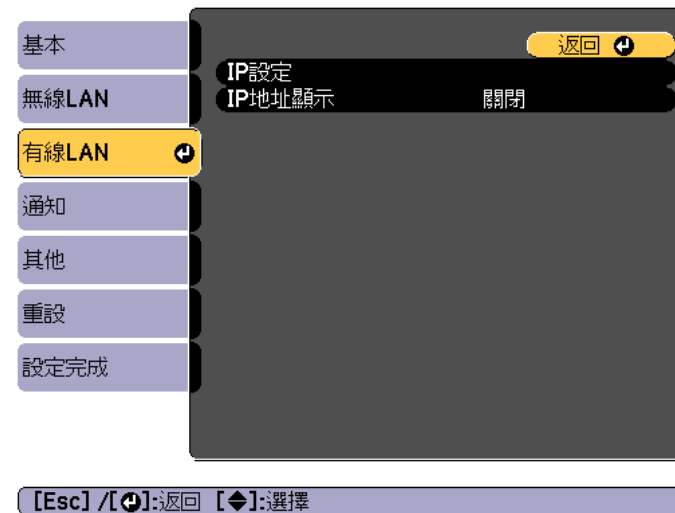 基本
無線LAN
有線LAN
通知
其他
重設
設定完成
返回
IP設定
IP地址顯示 關閉
[Esc] /[⏎]:返回 [◆]:選擇